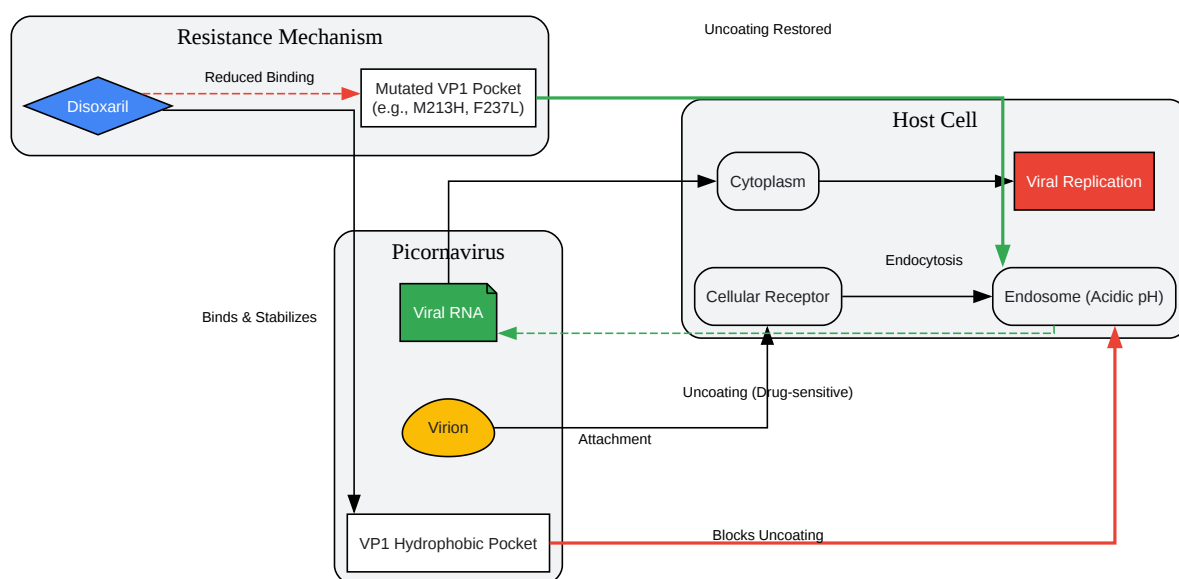 Uncoating Restored
Resistance Mechanism
Reduced Binding
Disoxaril
Mutated VP1 Pocket
(e.g., M213H, F237L)
Host Cell
Cytoplasm
Viral Replication
Picornavirus
Endocytosis
Viral RNA
Cellular Receptor
Endosome (Acidic pH)
Binds & Stabilizes
Uncoating (Drug-sensitive)
Virion
Attachment
VP1 Hydrophobic Pocket
Blocks Uncoating